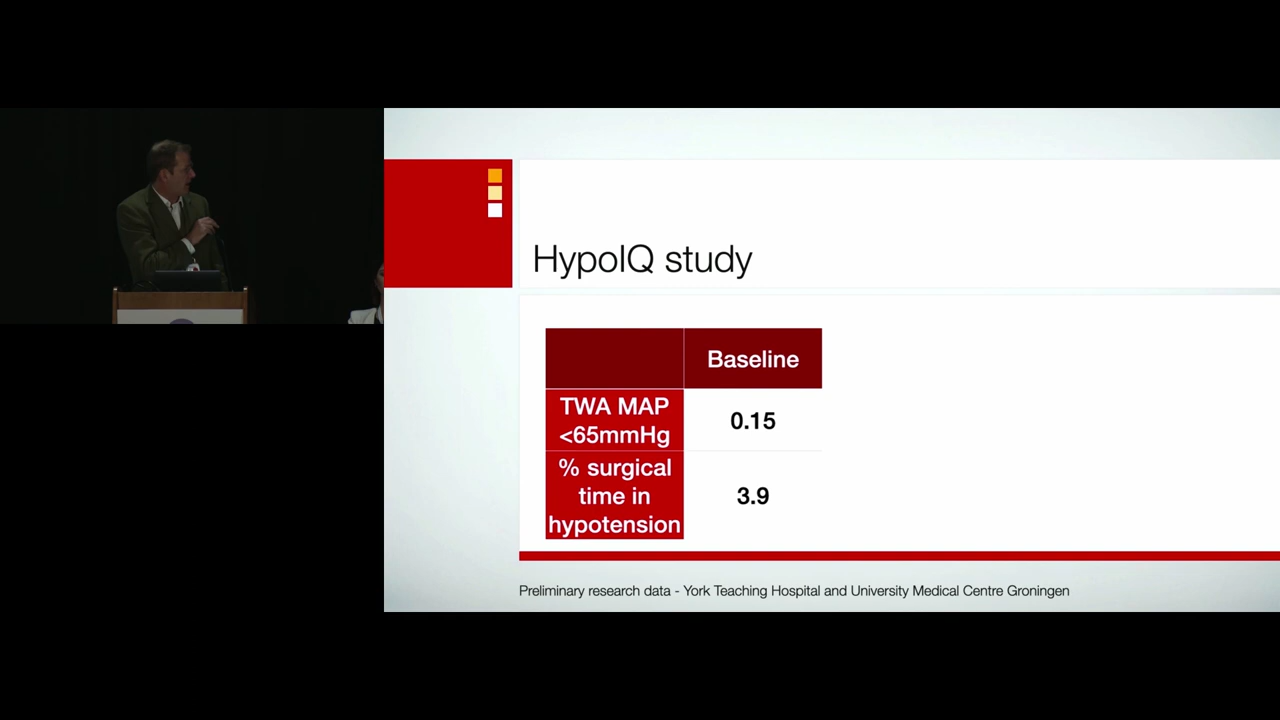 HypoIQ study
Baseline
TWA MAP
<65mmHg
0.15
% surgical
time in
hypotension
3.9
Preliminary research data - York Teaching Hospital and University Medical Centre Groningen